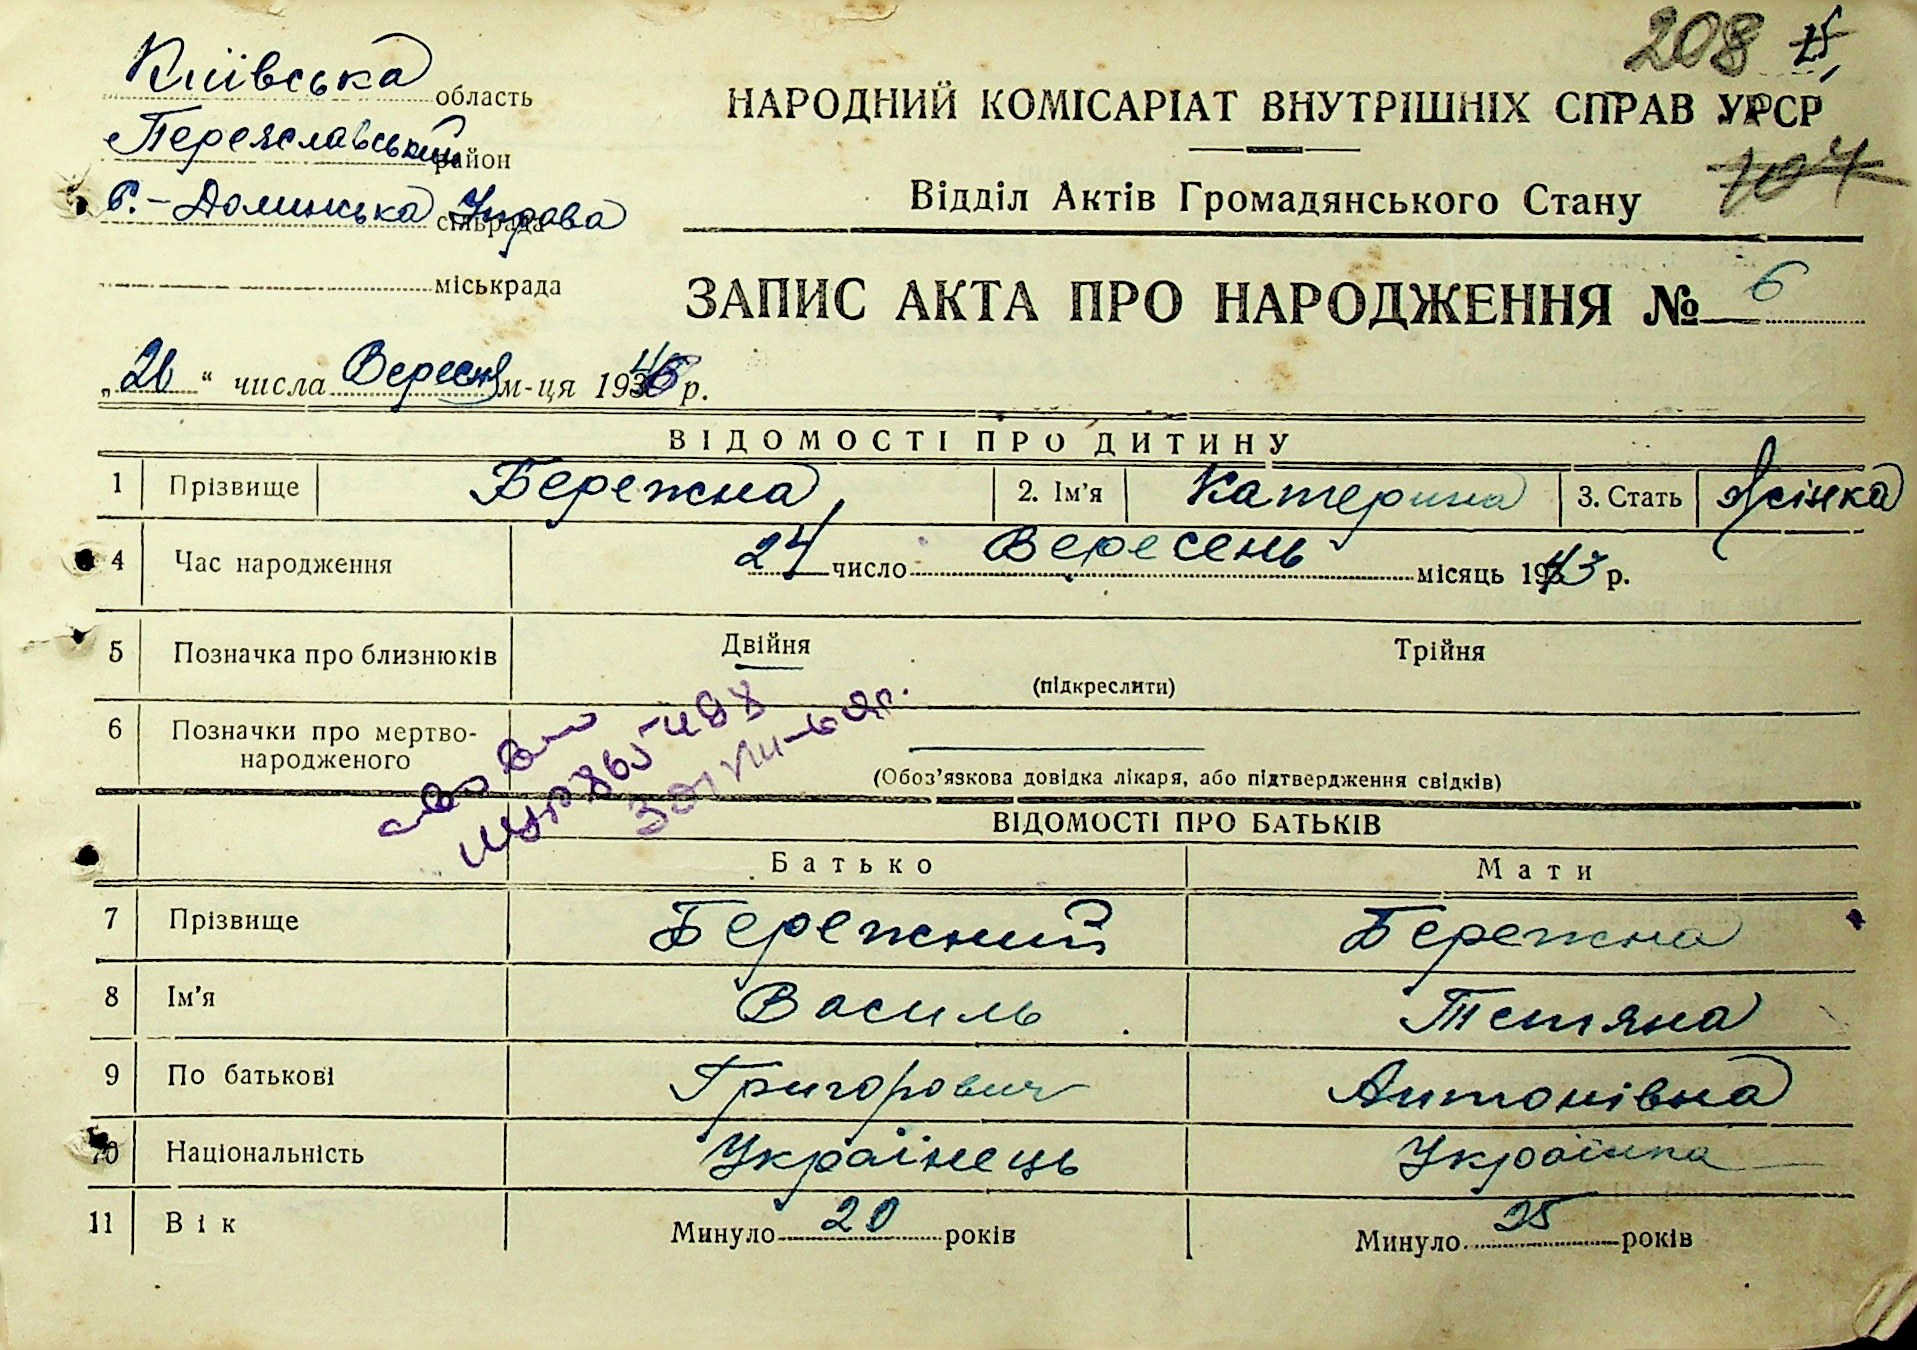 208
Київська область
НАРОДНИЙ КОМІСАРІАТ ВНУТРІШНІХ СПРАВ УРСР
Переяславський район
104
Відділ Актів Громадянського Стану
сільрада Управа
міськрада
ЗАПИС АКТА ПРО НАРОДЖЕННЯ № 6
„26“ числа Вересня м-ця 194 р.
ВІДОМОСТІ ПРО ДИТИНУ
1 Прізвище Бережна 2. Ім'я Катерина 3. Стать жінка
4 Час народження 24 число Вересень місяць 1943 р.
5 Позначка про близнюків Двійня Трійня
(підкреслити)
6 Позначки про мертво-
народженого
(Обоз'язкова довідка лікаря, або підтвердження свідків)
ВІДОМОСТІ ПРО БАТЬКІВ
Батько Мати
7 Прізвище Бережний Бережна
8 Ім'я Василь Тетяна
9 По батькові Григорович Антонівна
10 Національність Українець Українка
11 Вік Минуло 20 років Минуло 25 років